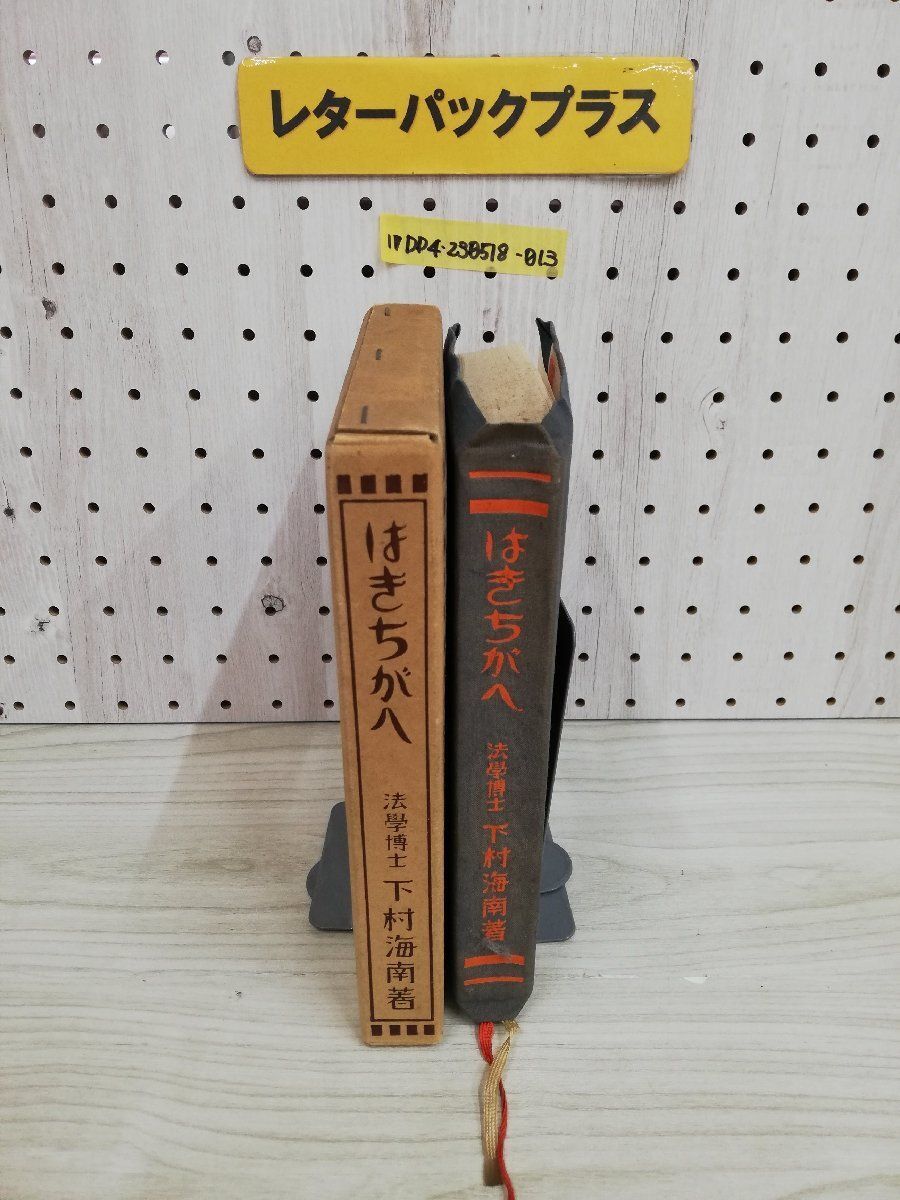 レターパックプラス
1▼DD4-230518-013
はきちがへ
法學博士 下村海南著
はきちがへ
法學博士 下村海南著